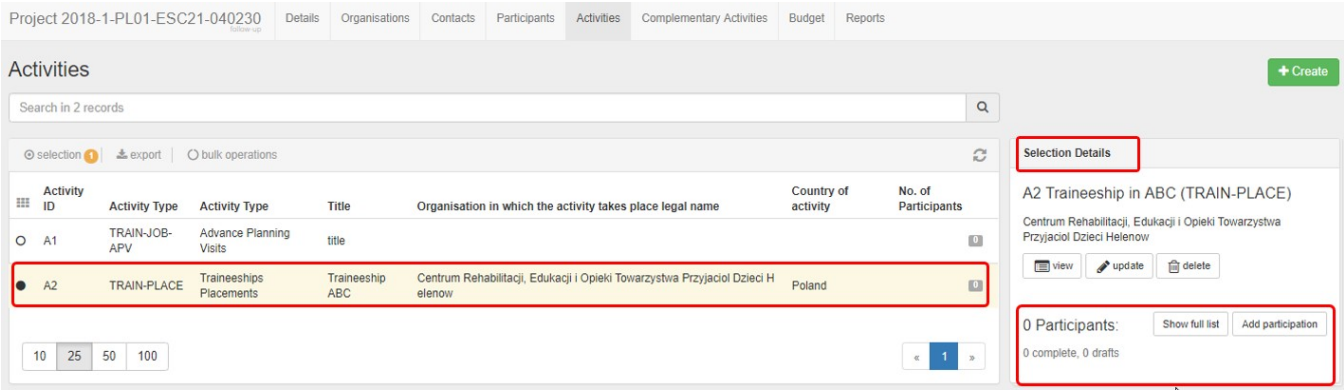 Project 2018-1-PL01-ESC21-040230 Details Organisations Contacts Participants Activities Complementary Activities Budget Reports
follow-up
Activities
+ Create
Search in 2 records
selection 1 export bulk operations
Selection Details
Activity ID Activity Type Activity Type Title Organisation in which the activity takes place legal name Country of activity No. of Participants
A1 TRAIN-JOB-APV Advance Planning Visits title 0
A2 TRAIN-PLACE Traineeships Placements Traineeship ABC Centrum Rehabilitacji, Edukacji i Opieki Towarzystwa Przyjaciol Dzieci H
elenow Poland 0
A2 Traineeship in ABC (TRAIN-PLACE)
Centrum Rehabilitacji, Edukacji i Opieki Towarzystwa
Przyjaciol Dzieci Helenow
view update delete
0 Participants: Show full list Add participation
0 complete, 0 drafts
10 25 50 100 « 1 »